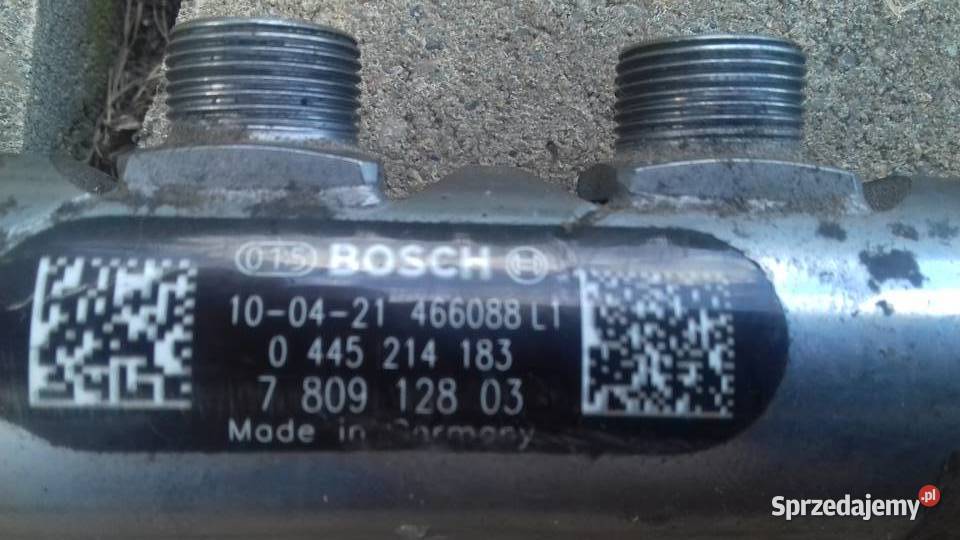 015 BOSCH
10-04-21 466088 L1
0 445 214 183
7 809 128 03
Made in Germany
Sprzedajemy.pl